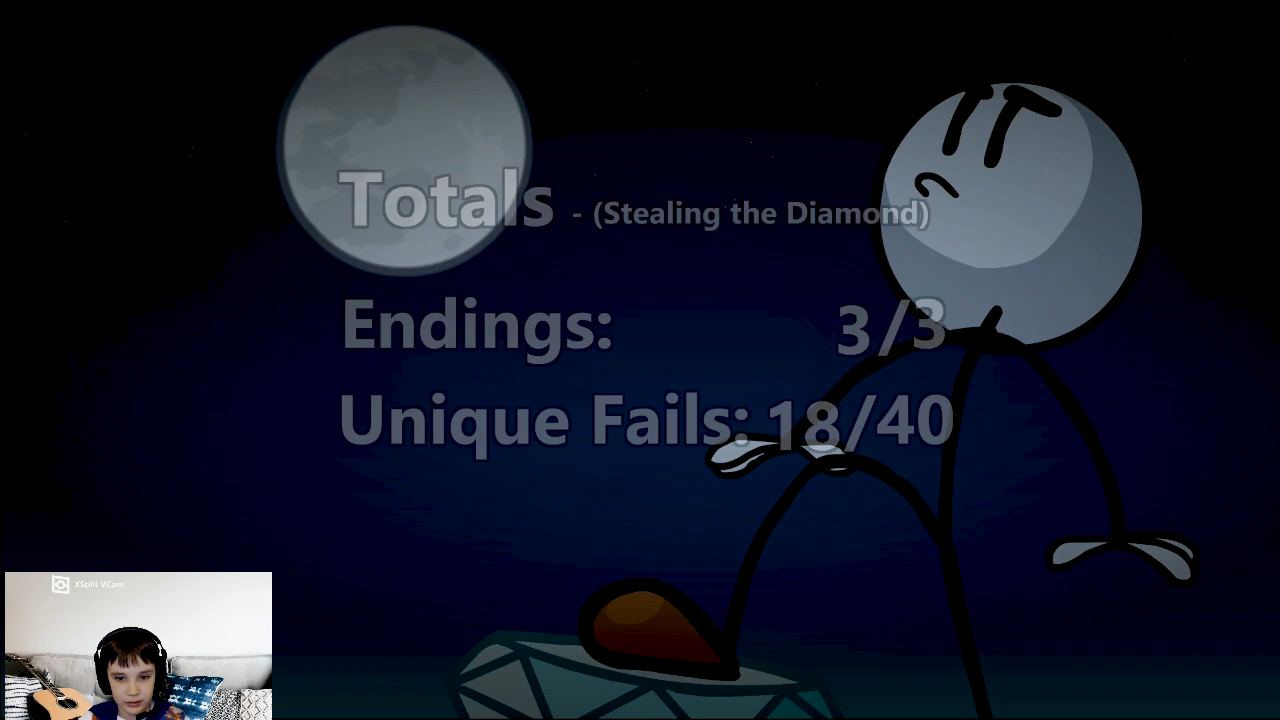 Totals - (Stealing the Diamond)
Endings: 3/3
Unique Fails: 18/40
XSplit VCam